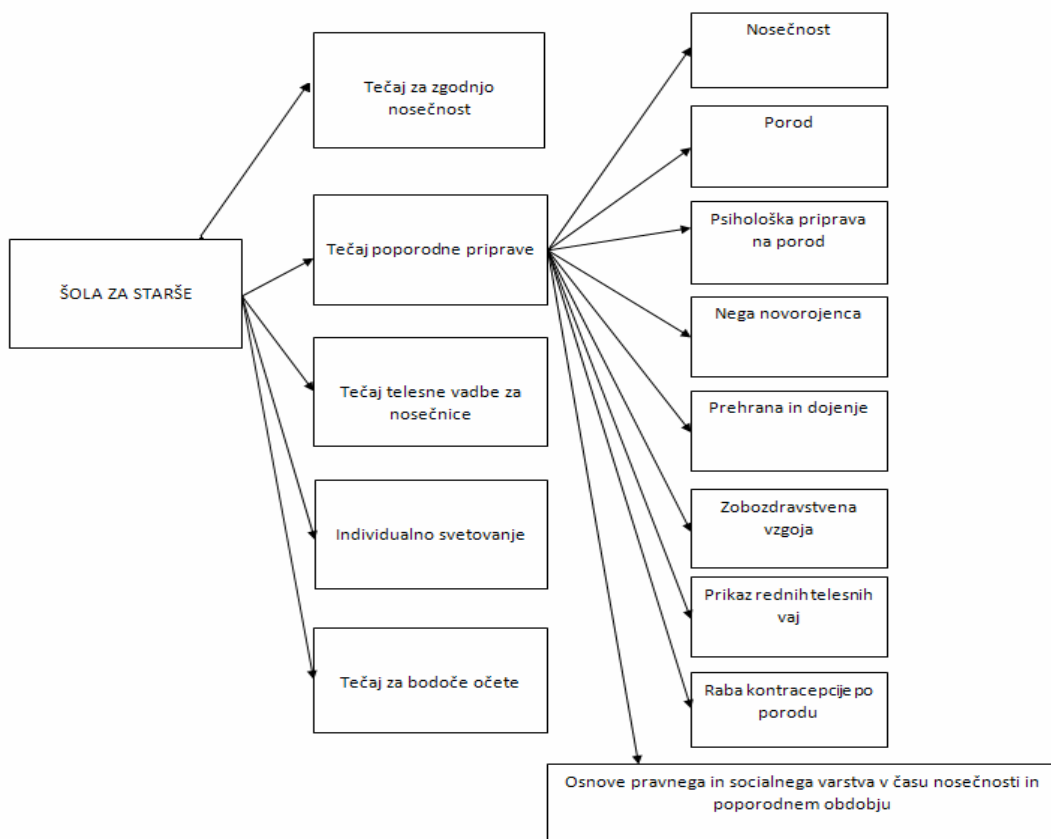 ŠOLA ZA STARŠE
Tečaj za zgodnjo
nosečnost
Tečaj poporodne priprave
Tečaj telesne vadbe za
nosečnice
Individualno svetovanje
Tečaj za bodoče očete
Nosečnost
Porod
Psihološka priprava
na porod
Nega novorojenca
Prehrana in dojenje
Zobozdravstvena
vzgoja
Prikaz rednih telesnih
vaj
Raba kontracepcije po
porodu
Osnove pravnega in socialnega varstva v času nosečnosti in
poporodnem obdobju